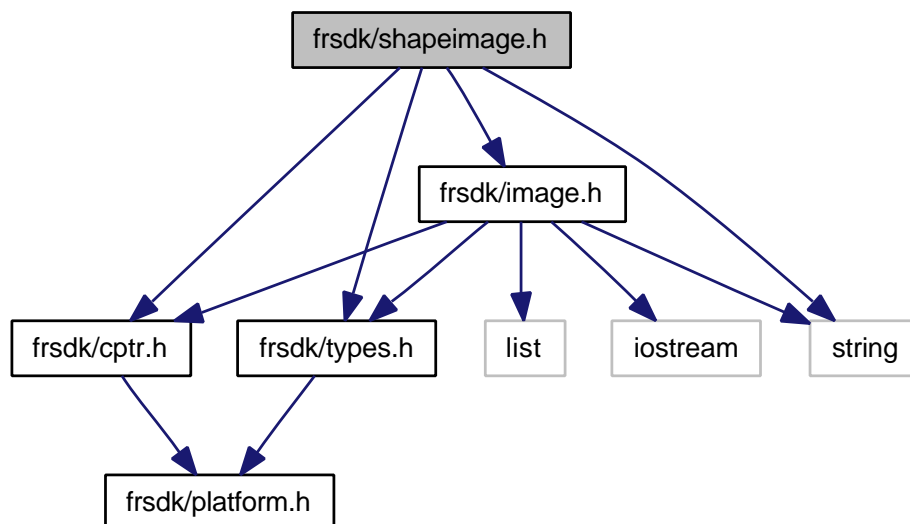 frsdk/shapeimage.h
frsdk/image.h
frsdk/cptr.h
frsdk/types.h
list
iostream
string
frsdk/platform.h